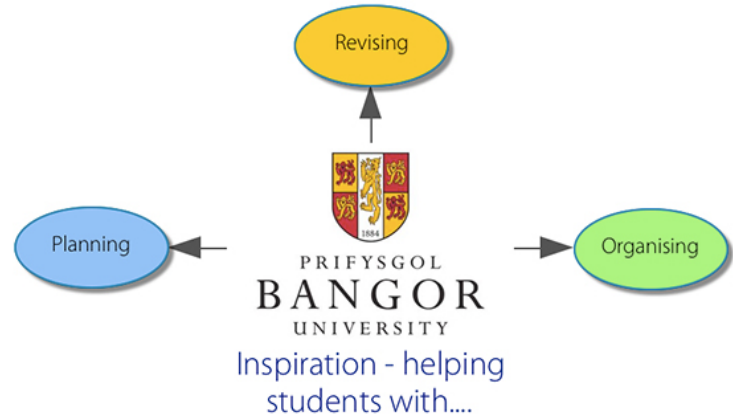 Revising
1884
Planning
Organising
PRIFYSGOL
BANGOR
UNIVERSITY
Inspiration - helping
students with....